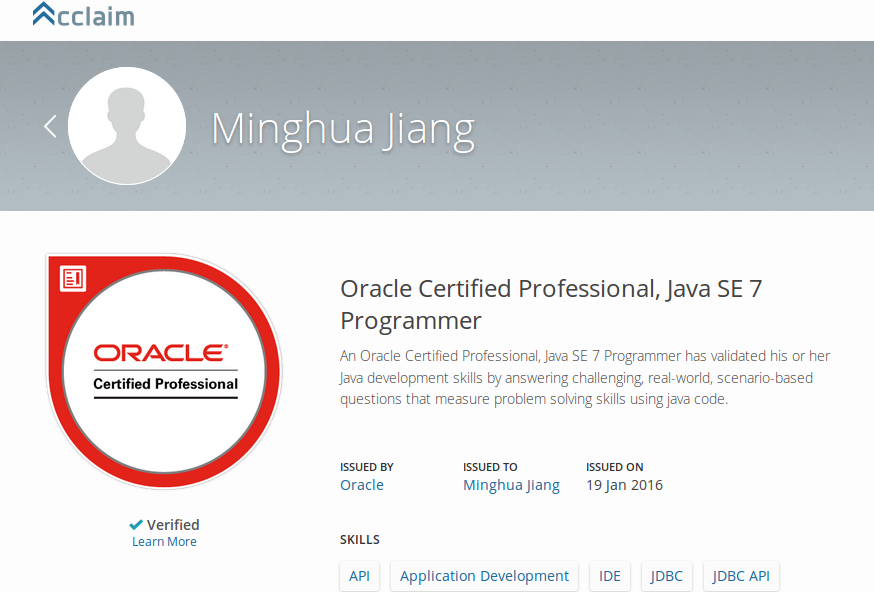 Acclaim
Minghua Jiang
ORACLE®
Certified Professional
Verified
Learn More
Oracle Certified Professional, Java SE 7
Programmer
An Oracle Certified Professional, Java SE 7 Programmer has validated his or her
Java development skills by answering challenging, real-world, scenario-based
questions that measure problem solving skills using java code.
ISSUED BY ISSUED TO ISSUED ON
Oracle Minghua Jiang 19 Jan 2016
SKILLS
API Application Development IDE JDBC JDBC API